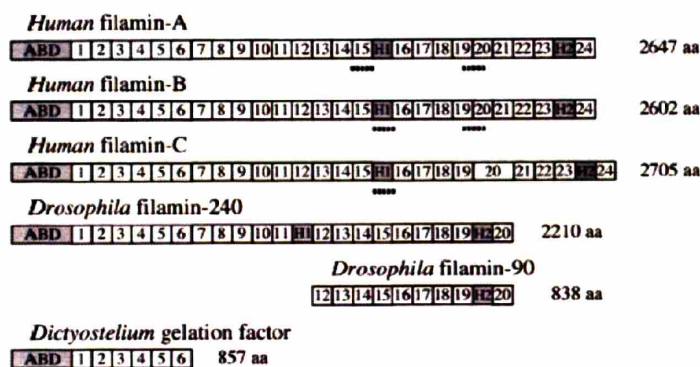 Human filamin-A
ABD 1 2 3 4 5 6 7 8 9 10 11 12 13 14 15 H1 16 17 18 19 20 21 22 23 H2 24 2647 aa
Human filamin-B
ABD 1 2 3 4 5 6 7 8 9 10 11 12 13 14 15 H1 16 17 18 19 20 21 22 23 H2 24 2602 aa
Human filamin-C
ABD 1 2 3 4 5 6 7 8 9 10 11 12 13 14 15 H1 16 17 18 19 20 21 22 23 H2 24 2705 aa
Drosophila filamin-240
ABD 1 2 3 4 5 6 7 8 9 10 11 H1 12 13 14 15 16 17 18 19 H2 20 2210 aa
Drosophila filamin-90
12 13 14 15 16 17 18 19 H2 20 838 aa
Dictyostelium gelation factor
ABD 1 2 3 4 5 6 857 aa